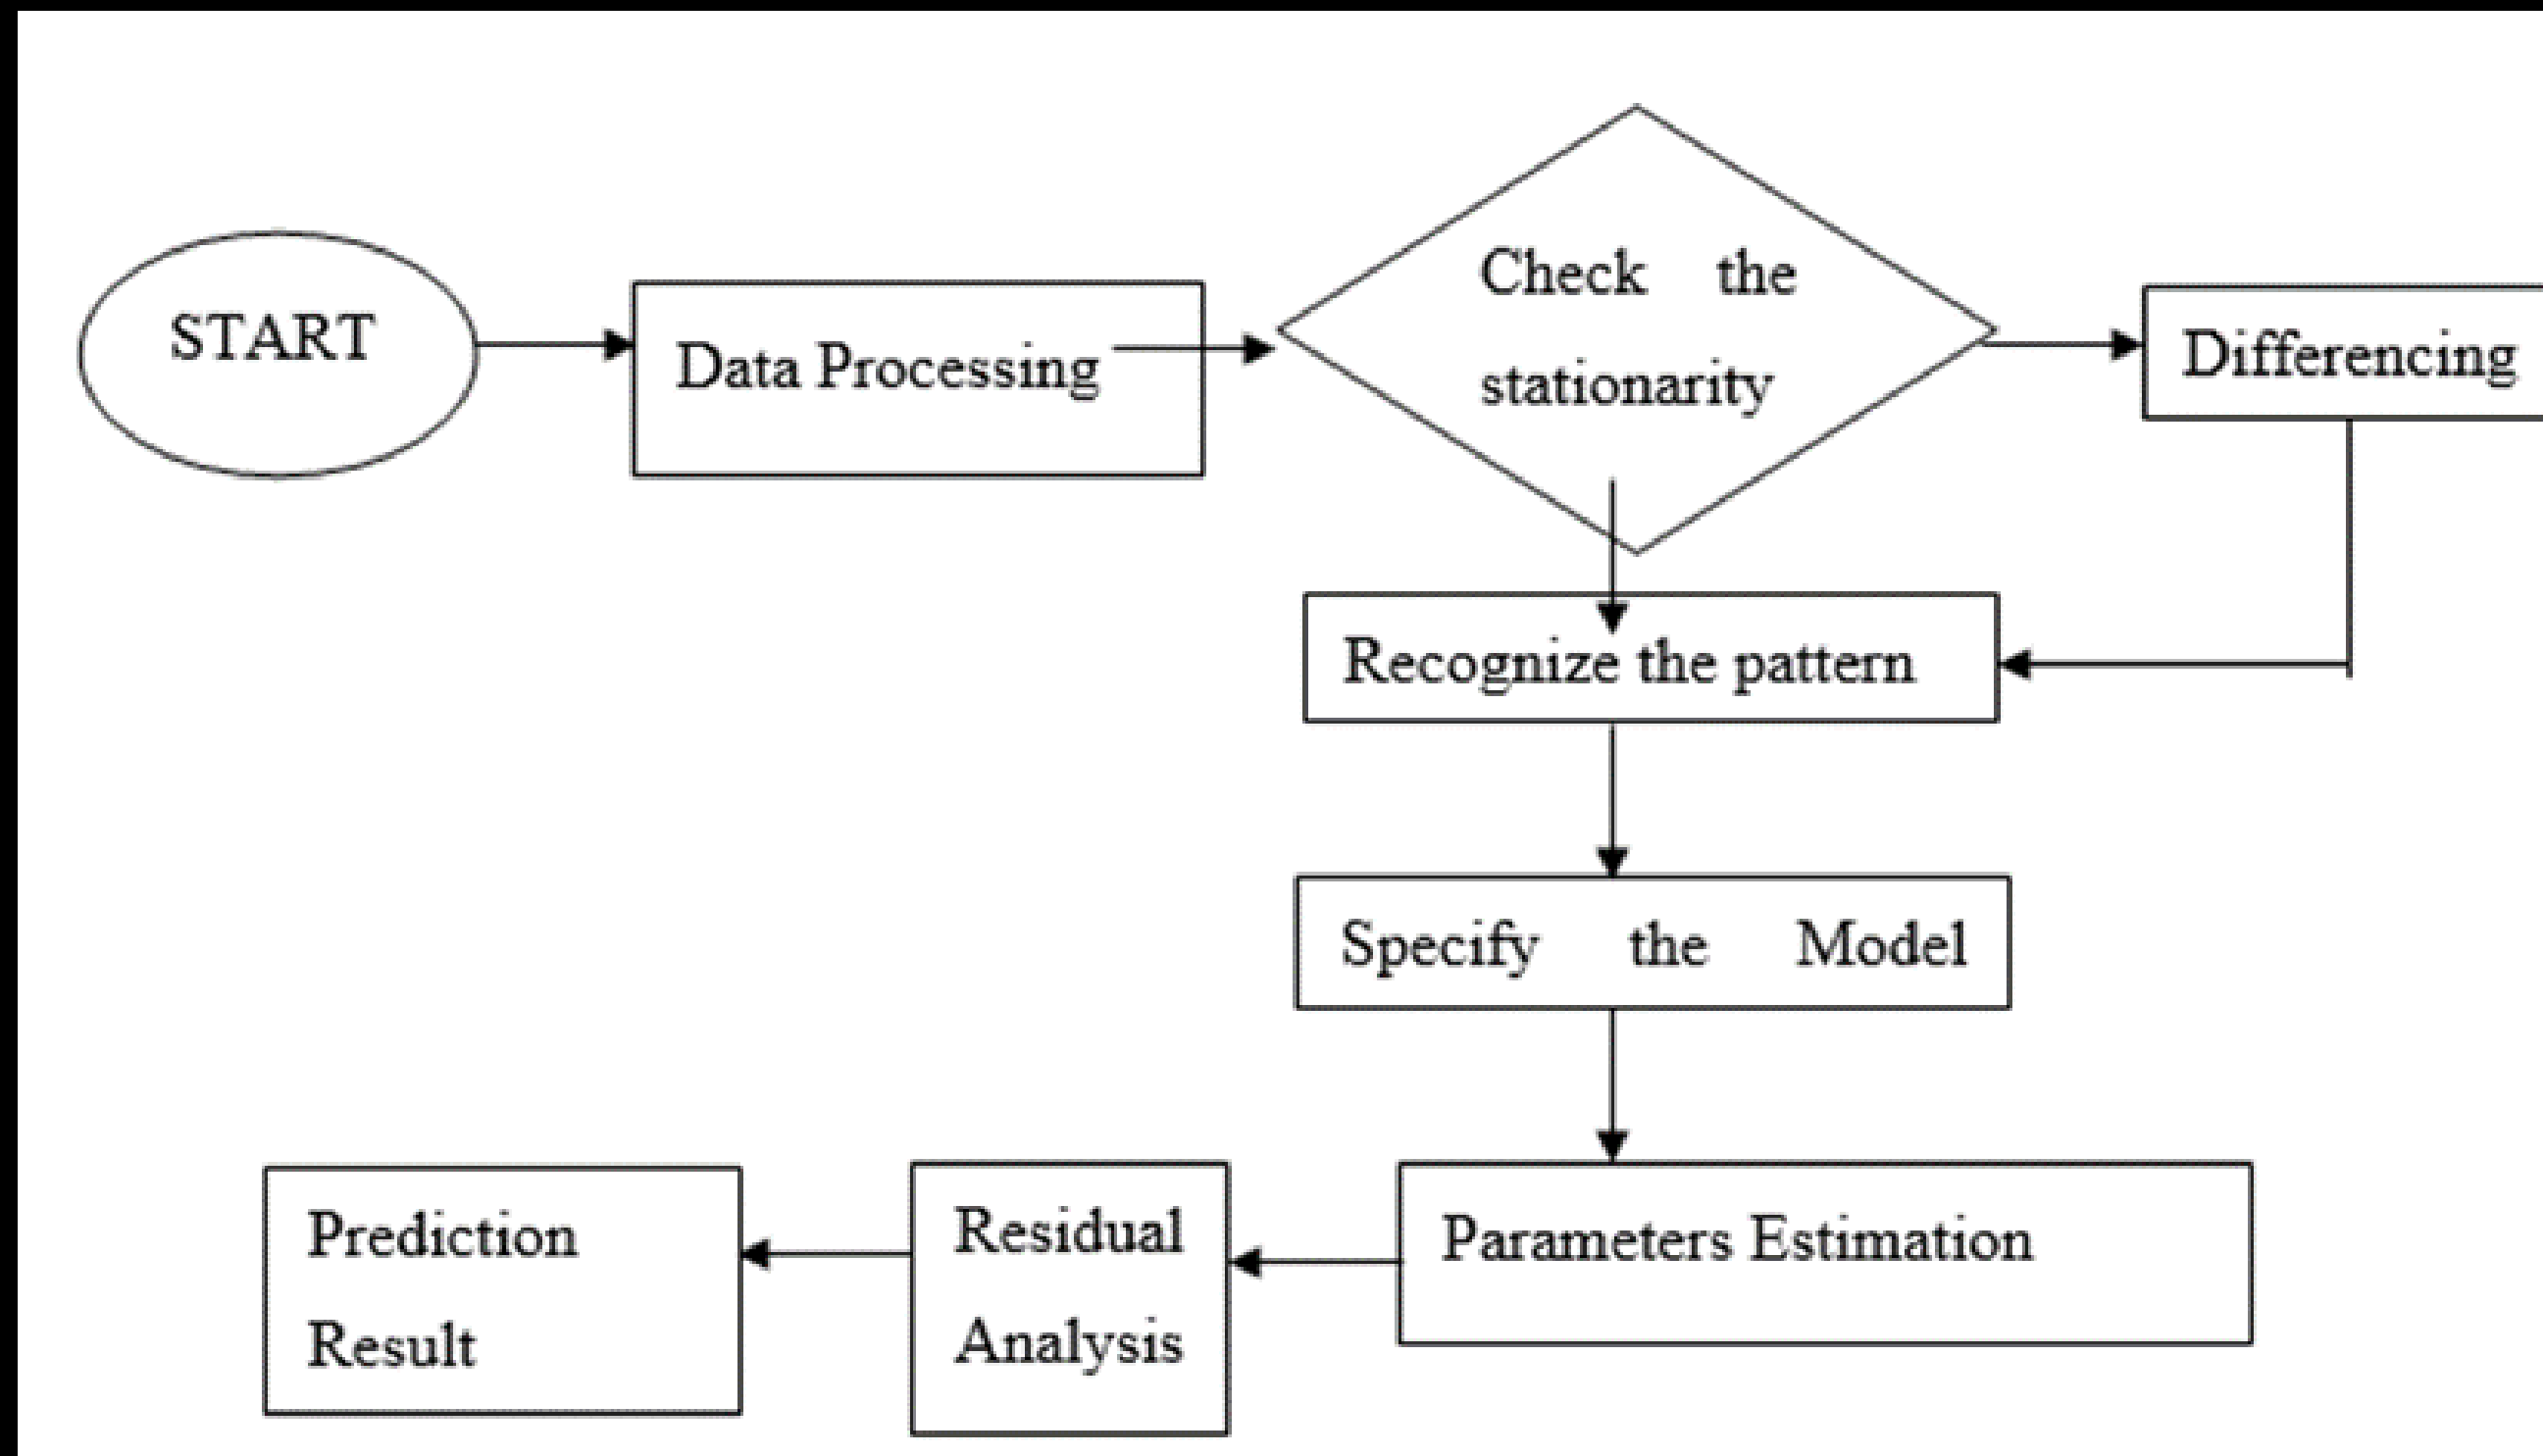 START
Data Processing
Check the
stationarity
Differencing
Recognize the pattern
Specify the Model
Parameters Estimation
Residual
Analysis
Prediction
Result